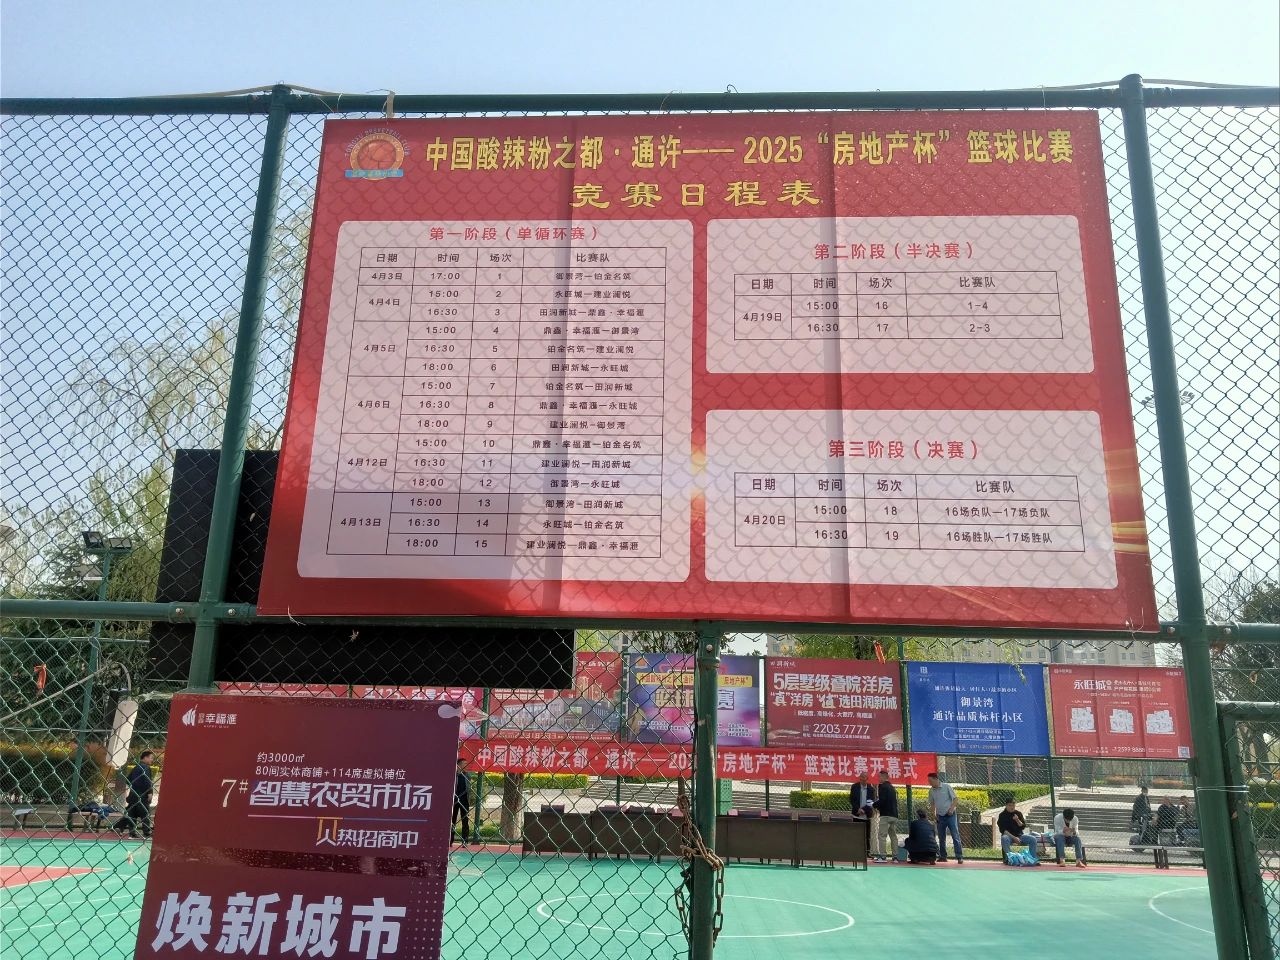 中国酸辣粉之都·通许——2025“房地产杯”篮球比赛
竞赛日程表
第一阶段（单循环赛）
日期 时间 场次 比赛队
4月3日 17:00 1 御景湾—铂金名筑
4月4日 15:00 2 永旺城—建业澜悦
16:30 3 田润新城—鼎鑫·幸福滙
4月5日 15:00 4 鼎鑫·幸福滙—御景湾
16:30 5 铂金名筑—建业澜悦
18:00 6 田润新城—永旺城
4月6日 15:00 7 铂金名筑—田润新城
16:30 8 鼎鑫·幸福滙—永旺城
18:00 9 建业澜悦—御景湾
4月12日 15:00 10 鼎鑫·幸福滙—铂金名筑
16:30 11 建业澜悦—田润新城
18:00 12 御景湾—永旺城
4月13日 15:00 13 御景湾—田润新城
16:30 14 永旺城—铂金名筑
18:00 15 建业澜悦—鼎鑫·幸福滙
第二阶段（半决赛）
日期 时间 场次 比赛队
4月19日 15:00 16 1-4
16:30 17 2-3
第三阶段（决赛）
日期 时间 场次 比赛队
4月20日 15:00 18 16场负队—17场负队
16:30 19 16场胜队—17场胜队
幸福滙
约3000㎡
80间实体商铺+114席虚拟铺位
7#智慧农贸市场
热招商中
焕新城市
田润新城
5层墅级叠院洋房
“真”洋房“值”选田润新城
2203 7777
御景湾
通许品质标杆小区
永旺城
中国酸辣粉之都·通许——202 “房地产杯”篮球比赛开幕式